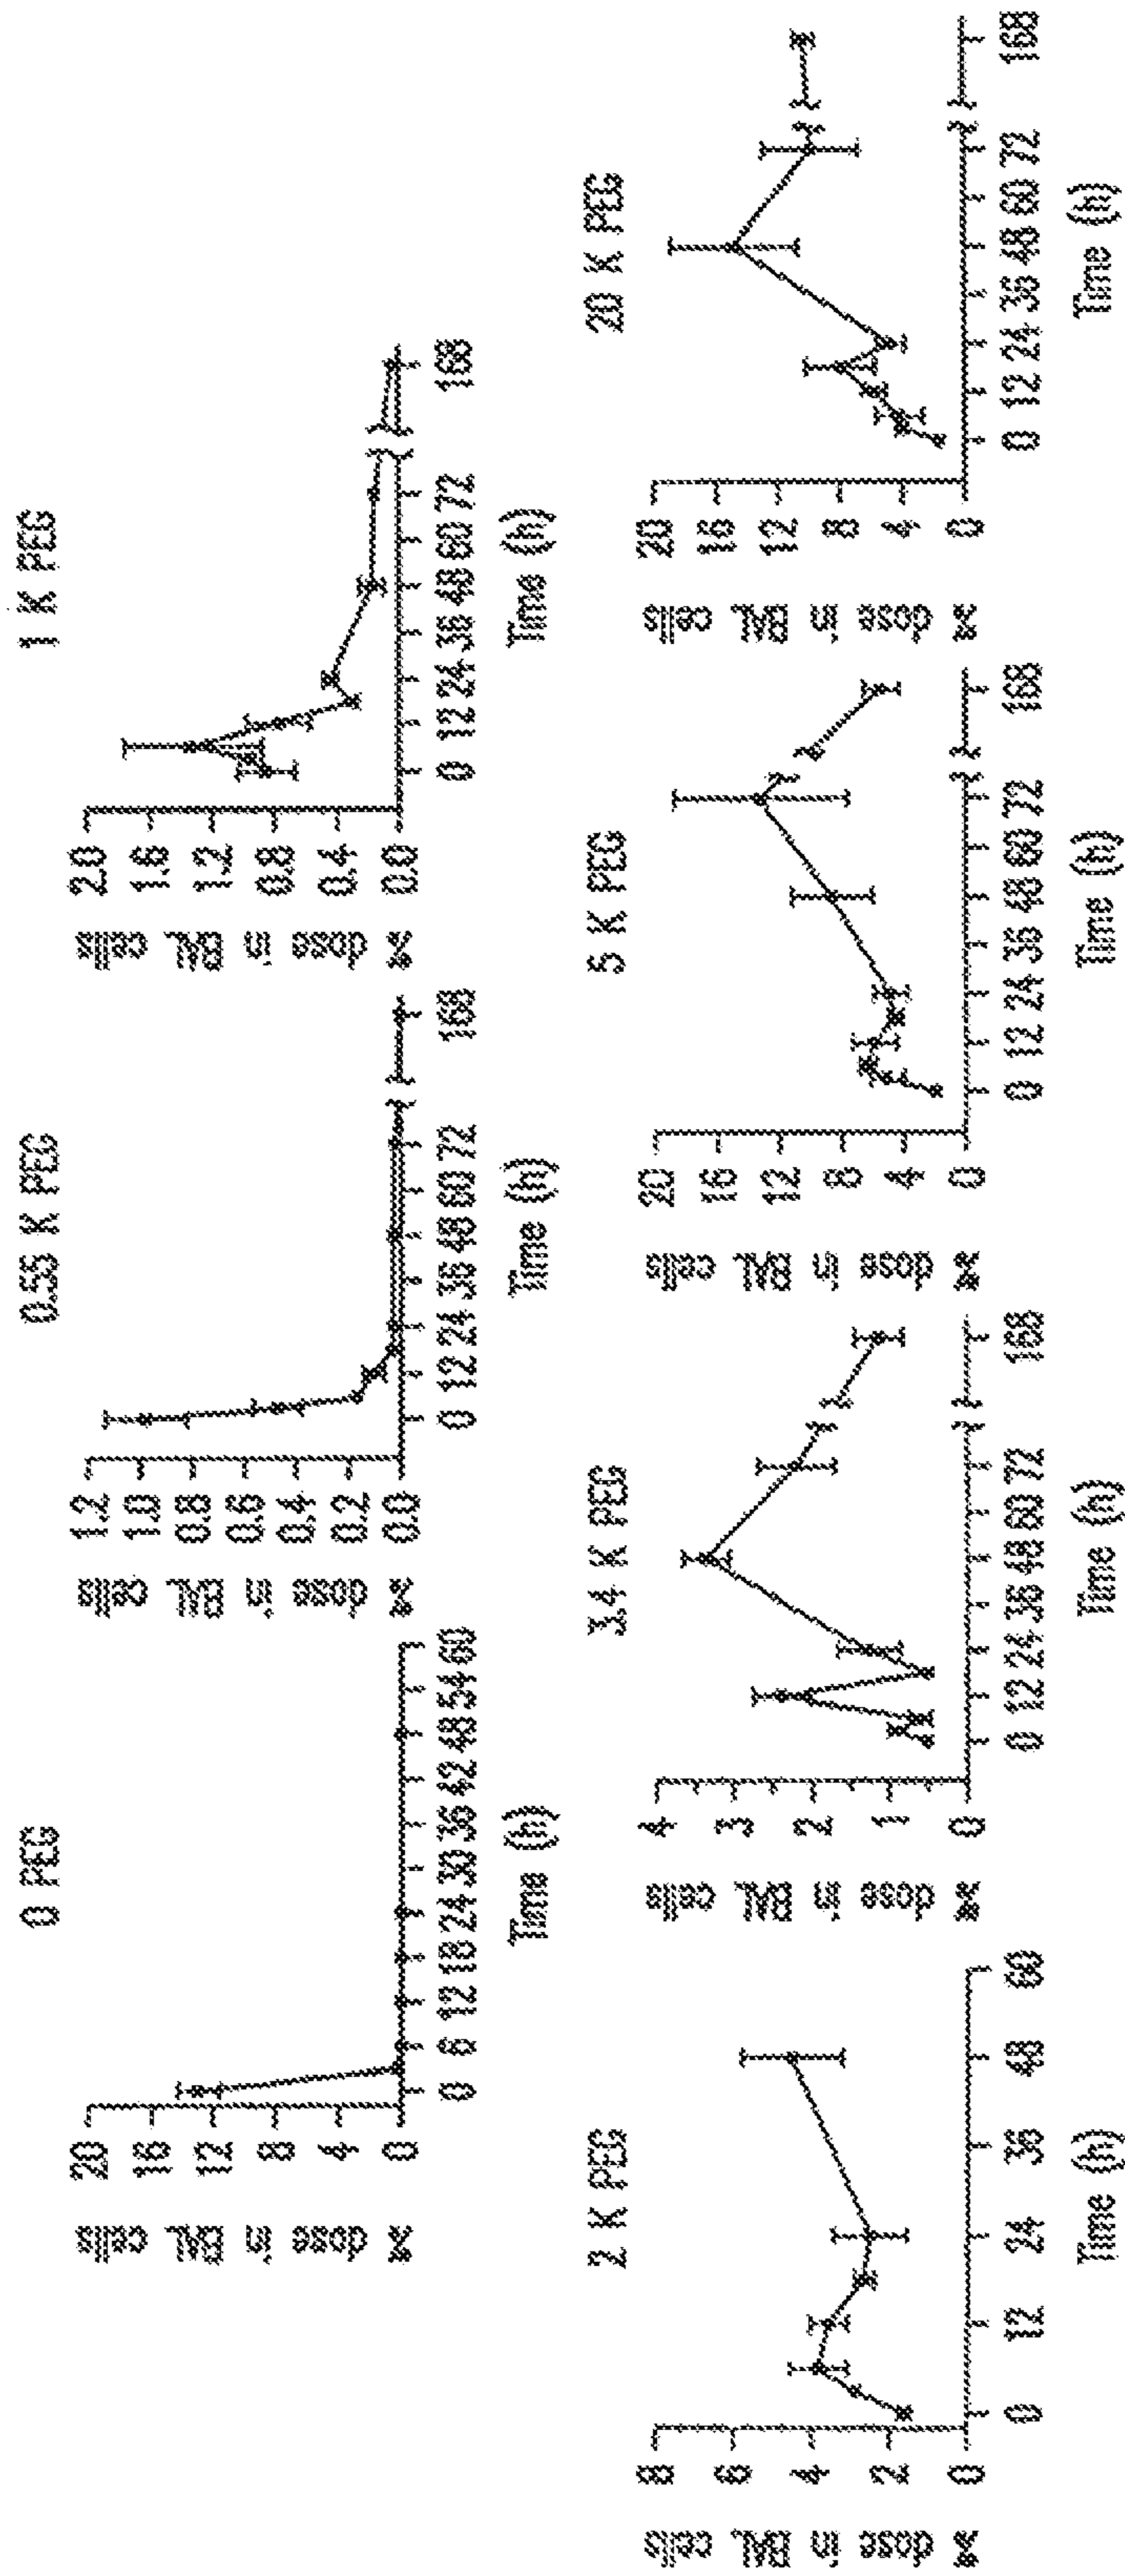 0 PEG
% dose in BAL cells
20
16
12
8
4
0
0 6 12 18 24 30 36 42 48 54 60
Time (h)
0.55 K PEG
% dose in BAL cells
1.2
1.0
0.8
0.6
0.4
0.2
0.0
0 12 24 36 48 60 72 168
Time (h)
1 K PEG
% dose in BAL cells
2.0
1.6
1.2
0.8
0.4
0.0
0 12 24 36 48 60 72 168
Time (h)
2 K PEG
% dose in BAL cells
8
6
4
2
0
0 12 24 36 48 60
Time (h)
3.4 K PEG
% dose in BAL cells
4
3
2
1
0
0 12 24 36 48 60 72 168
Time (h)
5 K PEG
% dose in BAL cells
20
16
12
8
4
0
0 12 24 36 48 60 72 168
Time (h)
20 K PEG
% dose in BAL cells
20
16
12
8
4
0
0 12 24 36 48 60 72 168
Time (h)